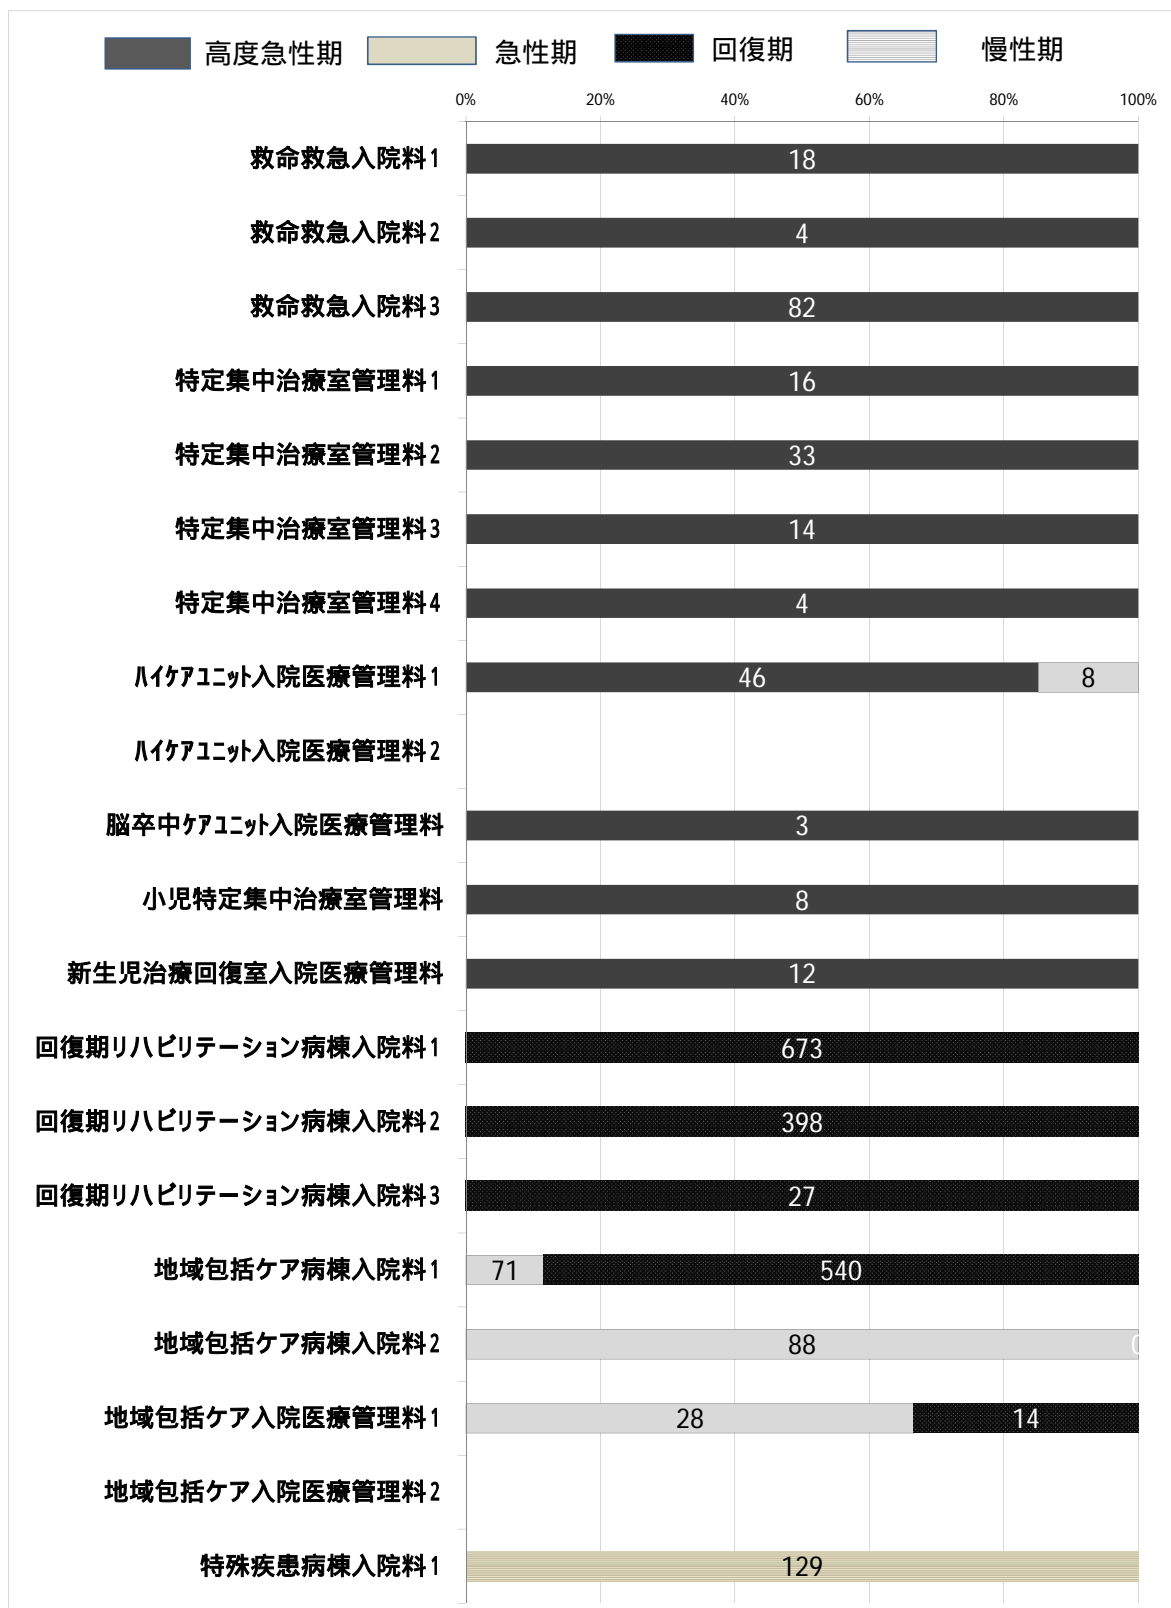 高度急性期 急性期 回復期 慢性期
0% 20% 40% 60% 80% 100%
救命救急入院料1 18
救命救急入院料2 4
救命救急入院料3 82
特定集中治療室管理料1 16
特定集中治療室管理料2 33
特定集中治療室管理料3 14
特定集中治療室管理料4 4
ﾊｲｹｱﾕﾆｯﾄ入院医療管理料1 46 8
ﾊｲｹｱﾕﾆｯﾄ入院医療管理料2
脳卒中ｹｱﾕﾆｯﾄ入院医療管理料 3
小児特定集中治療室管理料 8
新生児治療回復室入院医療管理料 12
回復期リハビリテーション病棟入院料1 673
回復期リハビリテーション病棟入院料2 398
回復期リハビリテーション病棟入院料3 27
地域包括ケア病棟入院料1 71 540
地域包括ケア病棟入院料2 88 0
地域包括ケア入院医療管理料1 28 14
地域包括ケア入院医療管理料2
特殊疾患病棟入院料1 129